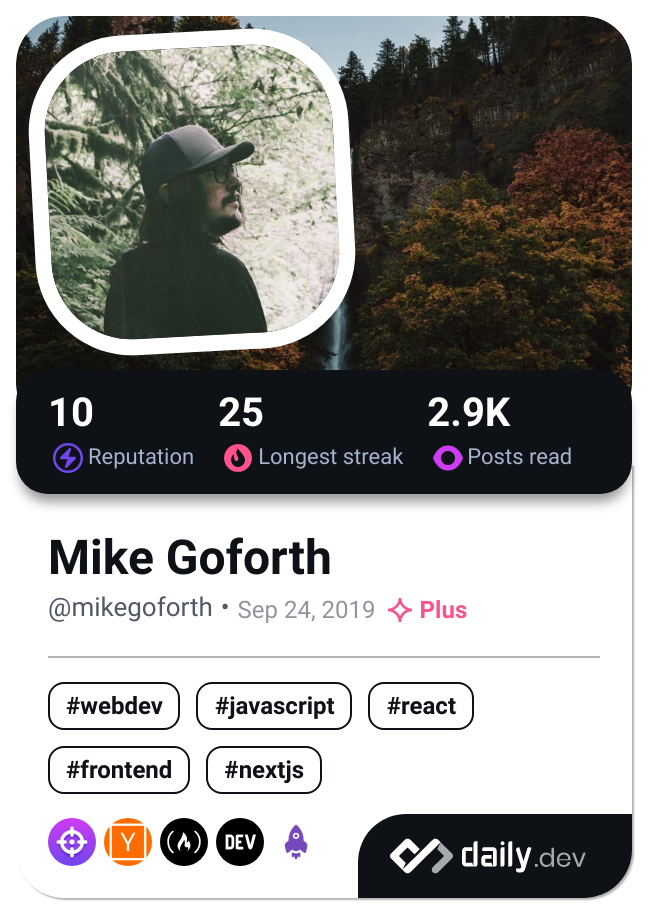 10 25 2.9K
Reputation Longest streak Posts read
Mike Goforth
@mikegoforth • Sep 24, 2019 Plus
#webdev #javascript #react
#frontend #nextjs
Y DEV daily.dev